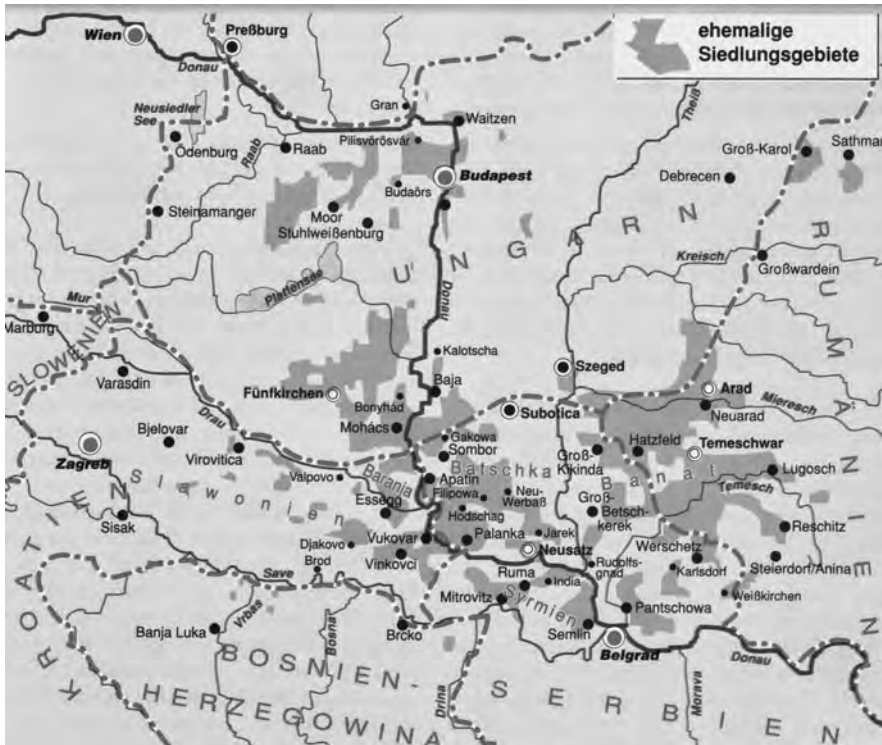 ehemalige
Siedlungsgebiete
Wien
Preßburg
Donau
Neusiedler
See
Ödenburg
Raab
Raab
Gran
Waitzen
Pilisvörösvár
Budapest
Budaörs
Steinamanger
Moor
Stuhlweißenburg
Theiß
Groß-Karol
Sathmar
Debrecen
UNGARN
RUMÄNIEN
Kreisch
Großwardein
Plattensee
Donau
Mur
Marburg
SLOWENIEN
Varasdin
Kalotscha
Baja
Fünfkirchen
Bonyhád
Mohács
Szeged
Subotica
Arad
Neuarad
Mieresch
Drau
Bjelovar
Virovitica
Zagreb
Gakowa
Sombor
Batschka
Groß-
Kikinda
Hatzfeld
Temeschwar
Banat
Lugosch
Temesch
Slawonien
Valpovo
Baranja
Apatin
Filipowa
Neu-
Werbaß
Hodschag
Essegg
Groß-
Betsch-
kerek
Reschitz
KROATIEN
Sisak
Djakovo
Vukovar
Palanka
Jarek
Neusatz
Vinkovci
Brod
Save
Ruma
India
Rudolfs-
gnad
Werschetz
Karlsdorf
Steierdorf/Anina
Weißkirchen
Mitrovitz
Syrmien
Semlin
Pantschowa
Belgrad
Vrbas
Banja Luka
Bosna
Brcko
Drina
Donau
Morava
BOSNIEN-
HERZEGOWINA
SERBIEN